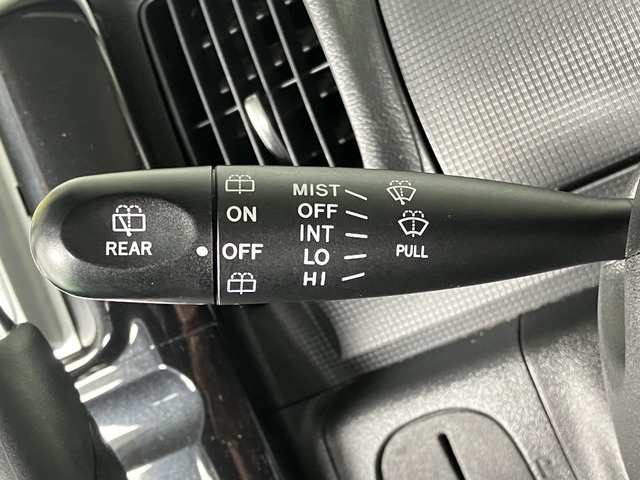 REAR
ON
OFF
MIST
OFF
INT
LO
HI
PULL
P